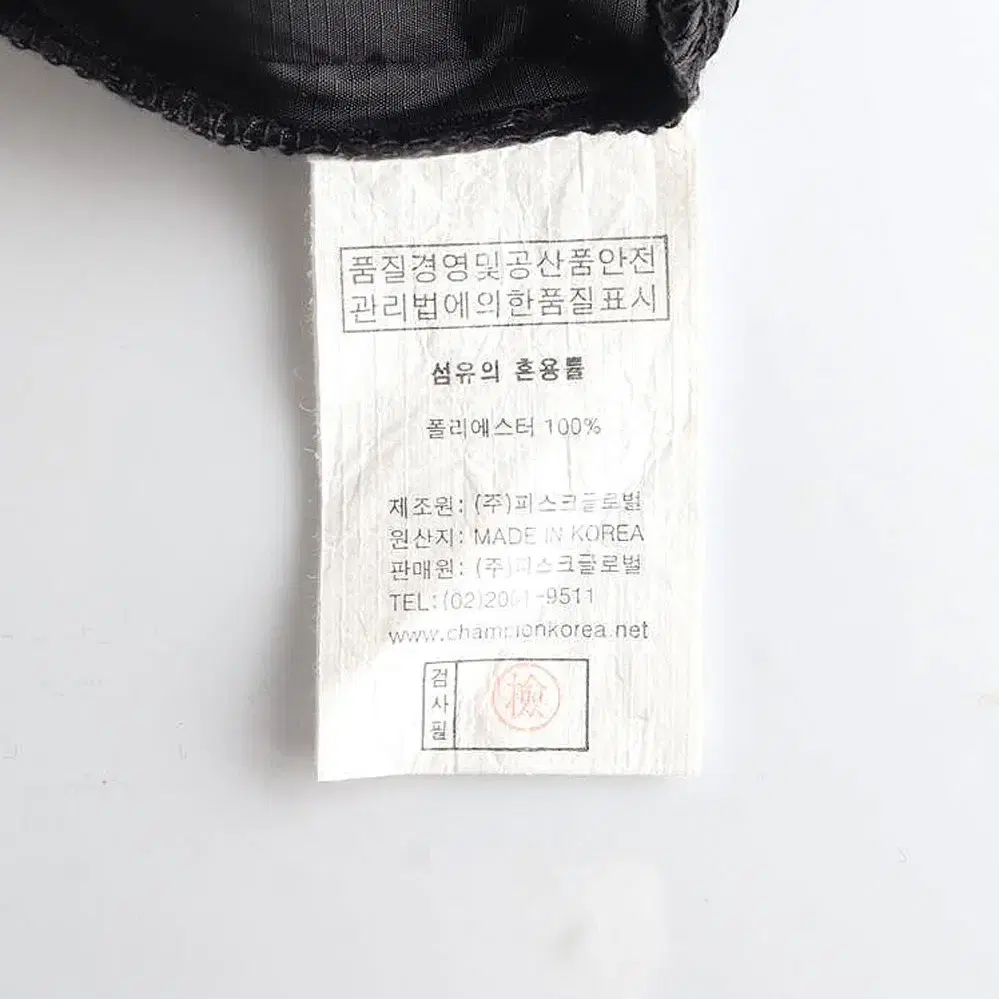 품질경영및공산품안전
관리법에의한품질표시
섬유의 혼용률
폴리에스터 100%
제조원: (주)피스크글로벌
원산지: MADE IN KOREA
판매원: (주)피스크글로벌
TEL:
www.championkorea.net
검사필
檢